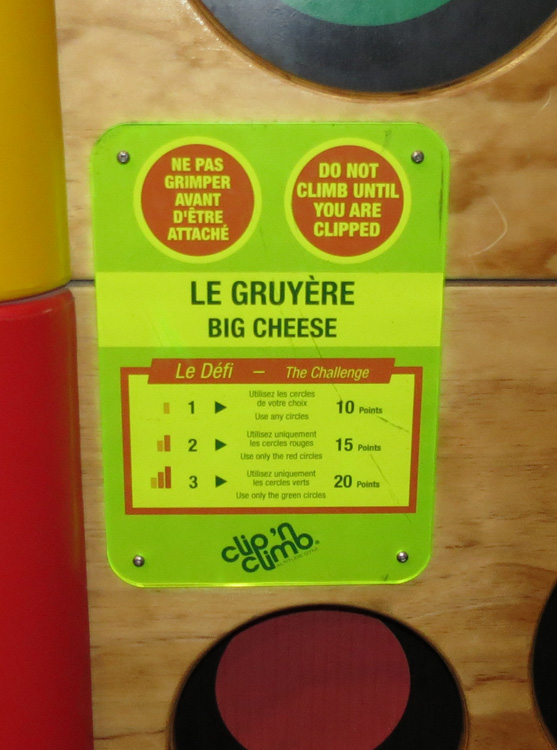 NE PAS
GRIMPER
AVANT
D'ÊTRE
ATTACHÉ
DO NOT
CLIMB UNTIL
YOU ARE
CLIPPED
LE GRUYÈRE
BIG CHEESE
Le Défi – The Challenge
1 ▶ Utilisez les cercles
de votre choix
Use any circles
10 Points
2 ▶ Utilisez uniquement
les cercles rouges
Use only the red circles
15 Points
3 ▶ Utilisez uniquement
les cercles verts
Use only the green circles
20 Points
clip 'n
climb